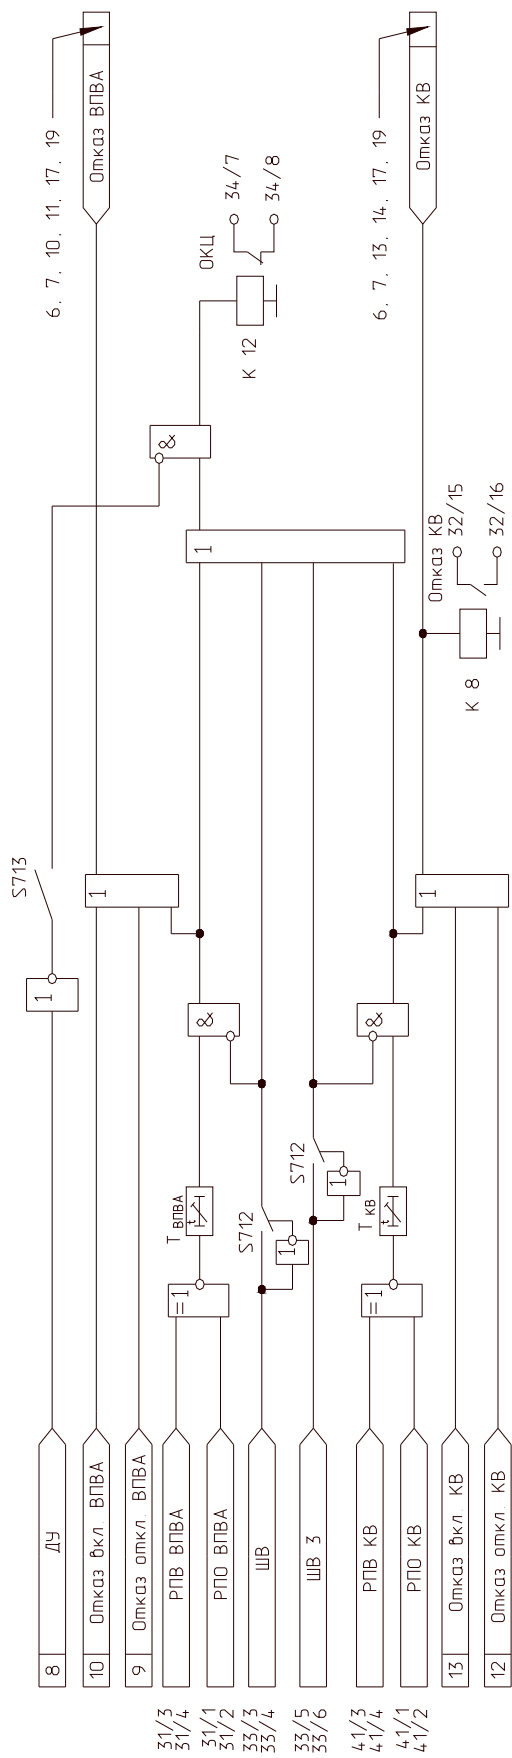 6. 7. 10. 11. 17. 19
Отказ ВПВА
34/7
34/8
ОКЦ
К 12
6. 7. 13. 14. 17. 19
Отказ КВ
&
1
Отказ КВ
32/15
32/16
К 8
S713
1
1
1
&
&
S712
S712
1
1
t
T ВПВА
t
T КВ
=1
=1
8 ДУ
10 Отказ вкл. ВПВА
9 Отказ откл. ВПВА
31/3
31/4
РПВ ВПВА
31/1
31/2
РПО ВПВА
33/3
33/4
ШВ
33/5
33/6
ШВ 3
41/3
41/4
РПВ КВ
41/1
41/2
РПО КВ
13 Отказ вкл. КВ
12 Отказ откл. КВ